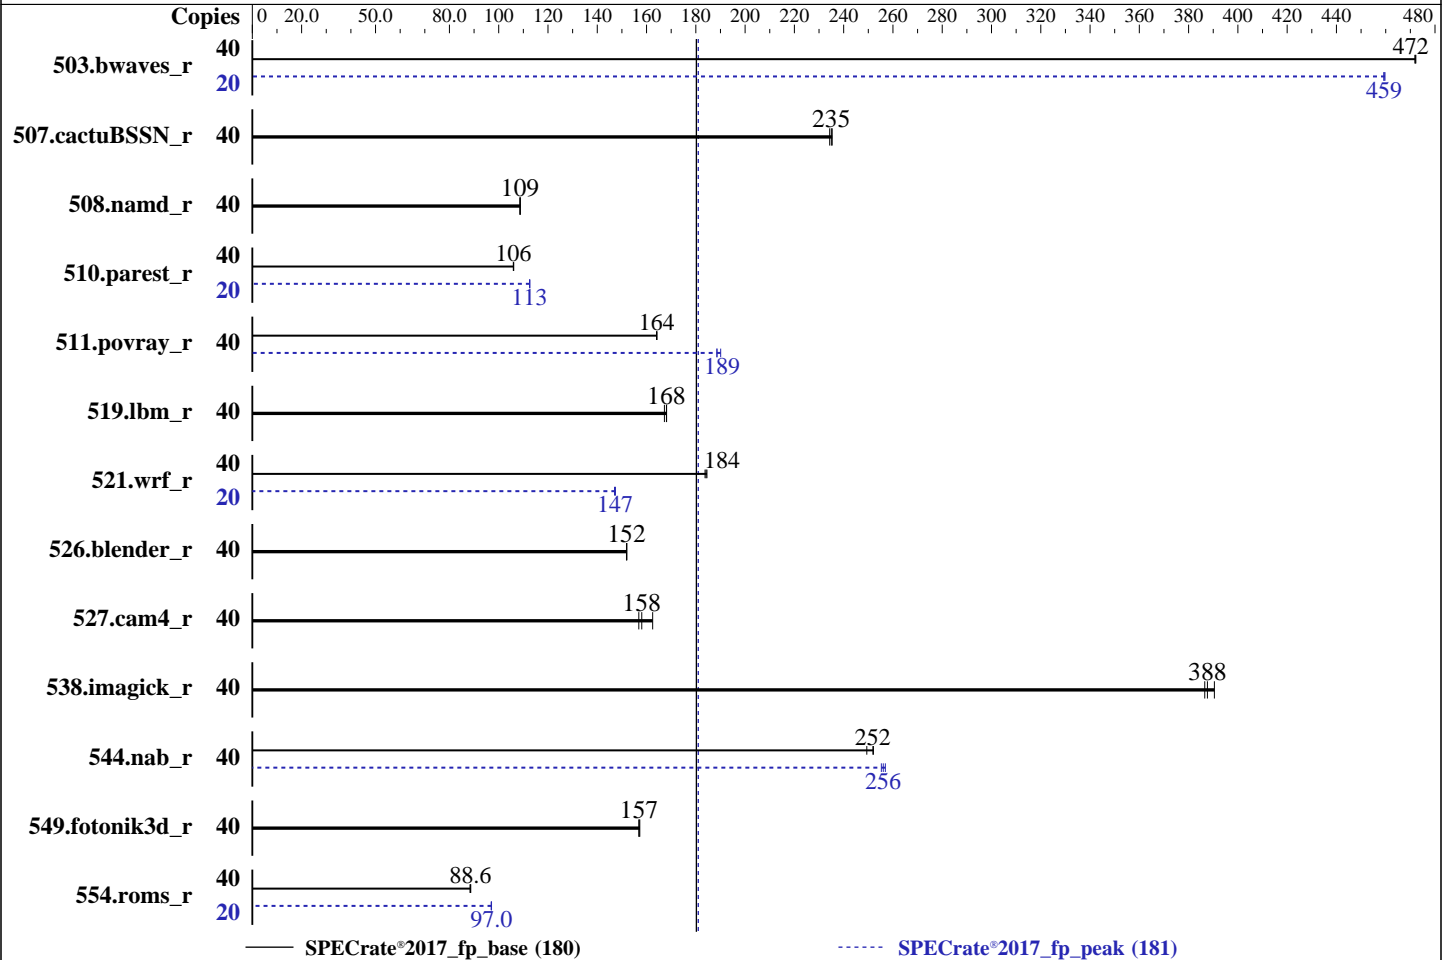 Copies 0 20.0 50.0 80.0 100 120 140 160 180 200 220 240 260 280 300 320 340 360 380 400 420 440 480
503.bwaves_r 40 472
20 459
507.cactuBSSN_r 40 235
508.namd_r 40 109
510.parest_r 40 106
20 113
511.povray_r 40 164
189
519.lbm_r 40 168
521.wrf_r 40 184
20 147
526.blender_r 40 152
527.cam4_r 40 158
538.imagick_r 40 388
544.nab_r 40 252
256
549.fotonik3d_r 40 157
554.roms_r 40 88.6
20 97.0
SPECrate®2017_fp_base (180) SPECrate®2017_fp_peak (181)